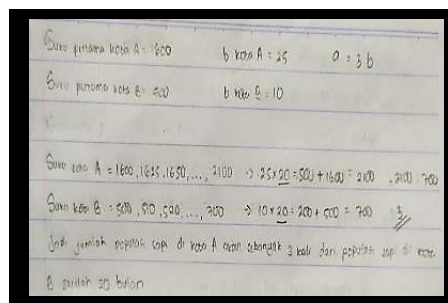 Suku pertama kota A = 1600 b kota A = 25 a = 3b
Suku pertama kota B = 500 b kota B = 10
Suku kota A = 1600, 1625, 1650, ..., 2100 → 25 x 20 = 500 + 1600 = 2100 2100 : 700
Suku kota B = 500, 510, 520, ..., 700 → 10 x 20 = 200 + 500 = 700 = 3
Jadi jumlah populasi sapi di kota A akan sebanyak 3 kali dari populasi sapi di kota
B setelah 20 bulan